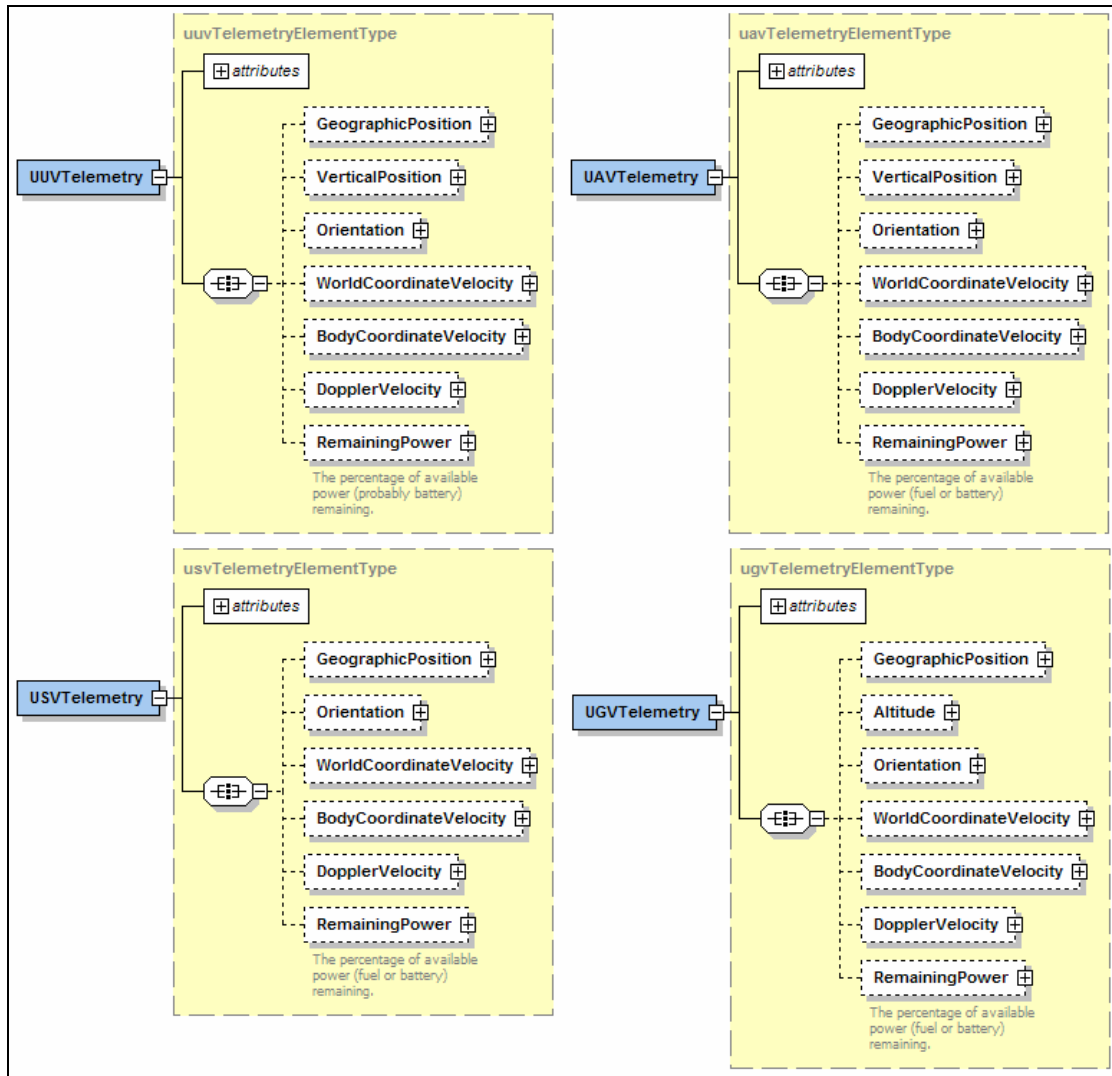 uuvTelemetryElementType
attributes
UUVTelemetry
GeographicPosition
VerticalPosition
Orientation
WorldCoordinateVelocity
BodyCoordinateVelocity
DopplerVelocity
RemainingPower
The percentage of available
power (probably battery)
remaining.
uavTelemetryElementType
attributes
UAVTelemetry
GeographicPosition
VerticalPosition
Orientation
WorldCoordinateVelocity
BodyCoordinateVelocity
DopplerVelocity
RemainingPower
The percentage of available
power (fuel or battery)
remaining.
usvTelemetryElementType
attributes
USVTelemetry
GeographicPosition
Orientation
WorldCoordinateVelocity
BodyCoordinateVelocity
DopplerVelocity
RemainingPower
The percentage of available
power (fuel or battery)
remaining.
ugvTelemetryElementType
attributes
UGVTelemetry
GeographicPosition
Altitude
Orientation
WorldCoordinateVelocity
BodyCoordinateVelocity
DopplerVelocity
RemainingPower
The percentage of available
power (fuel or battery)
remaining.